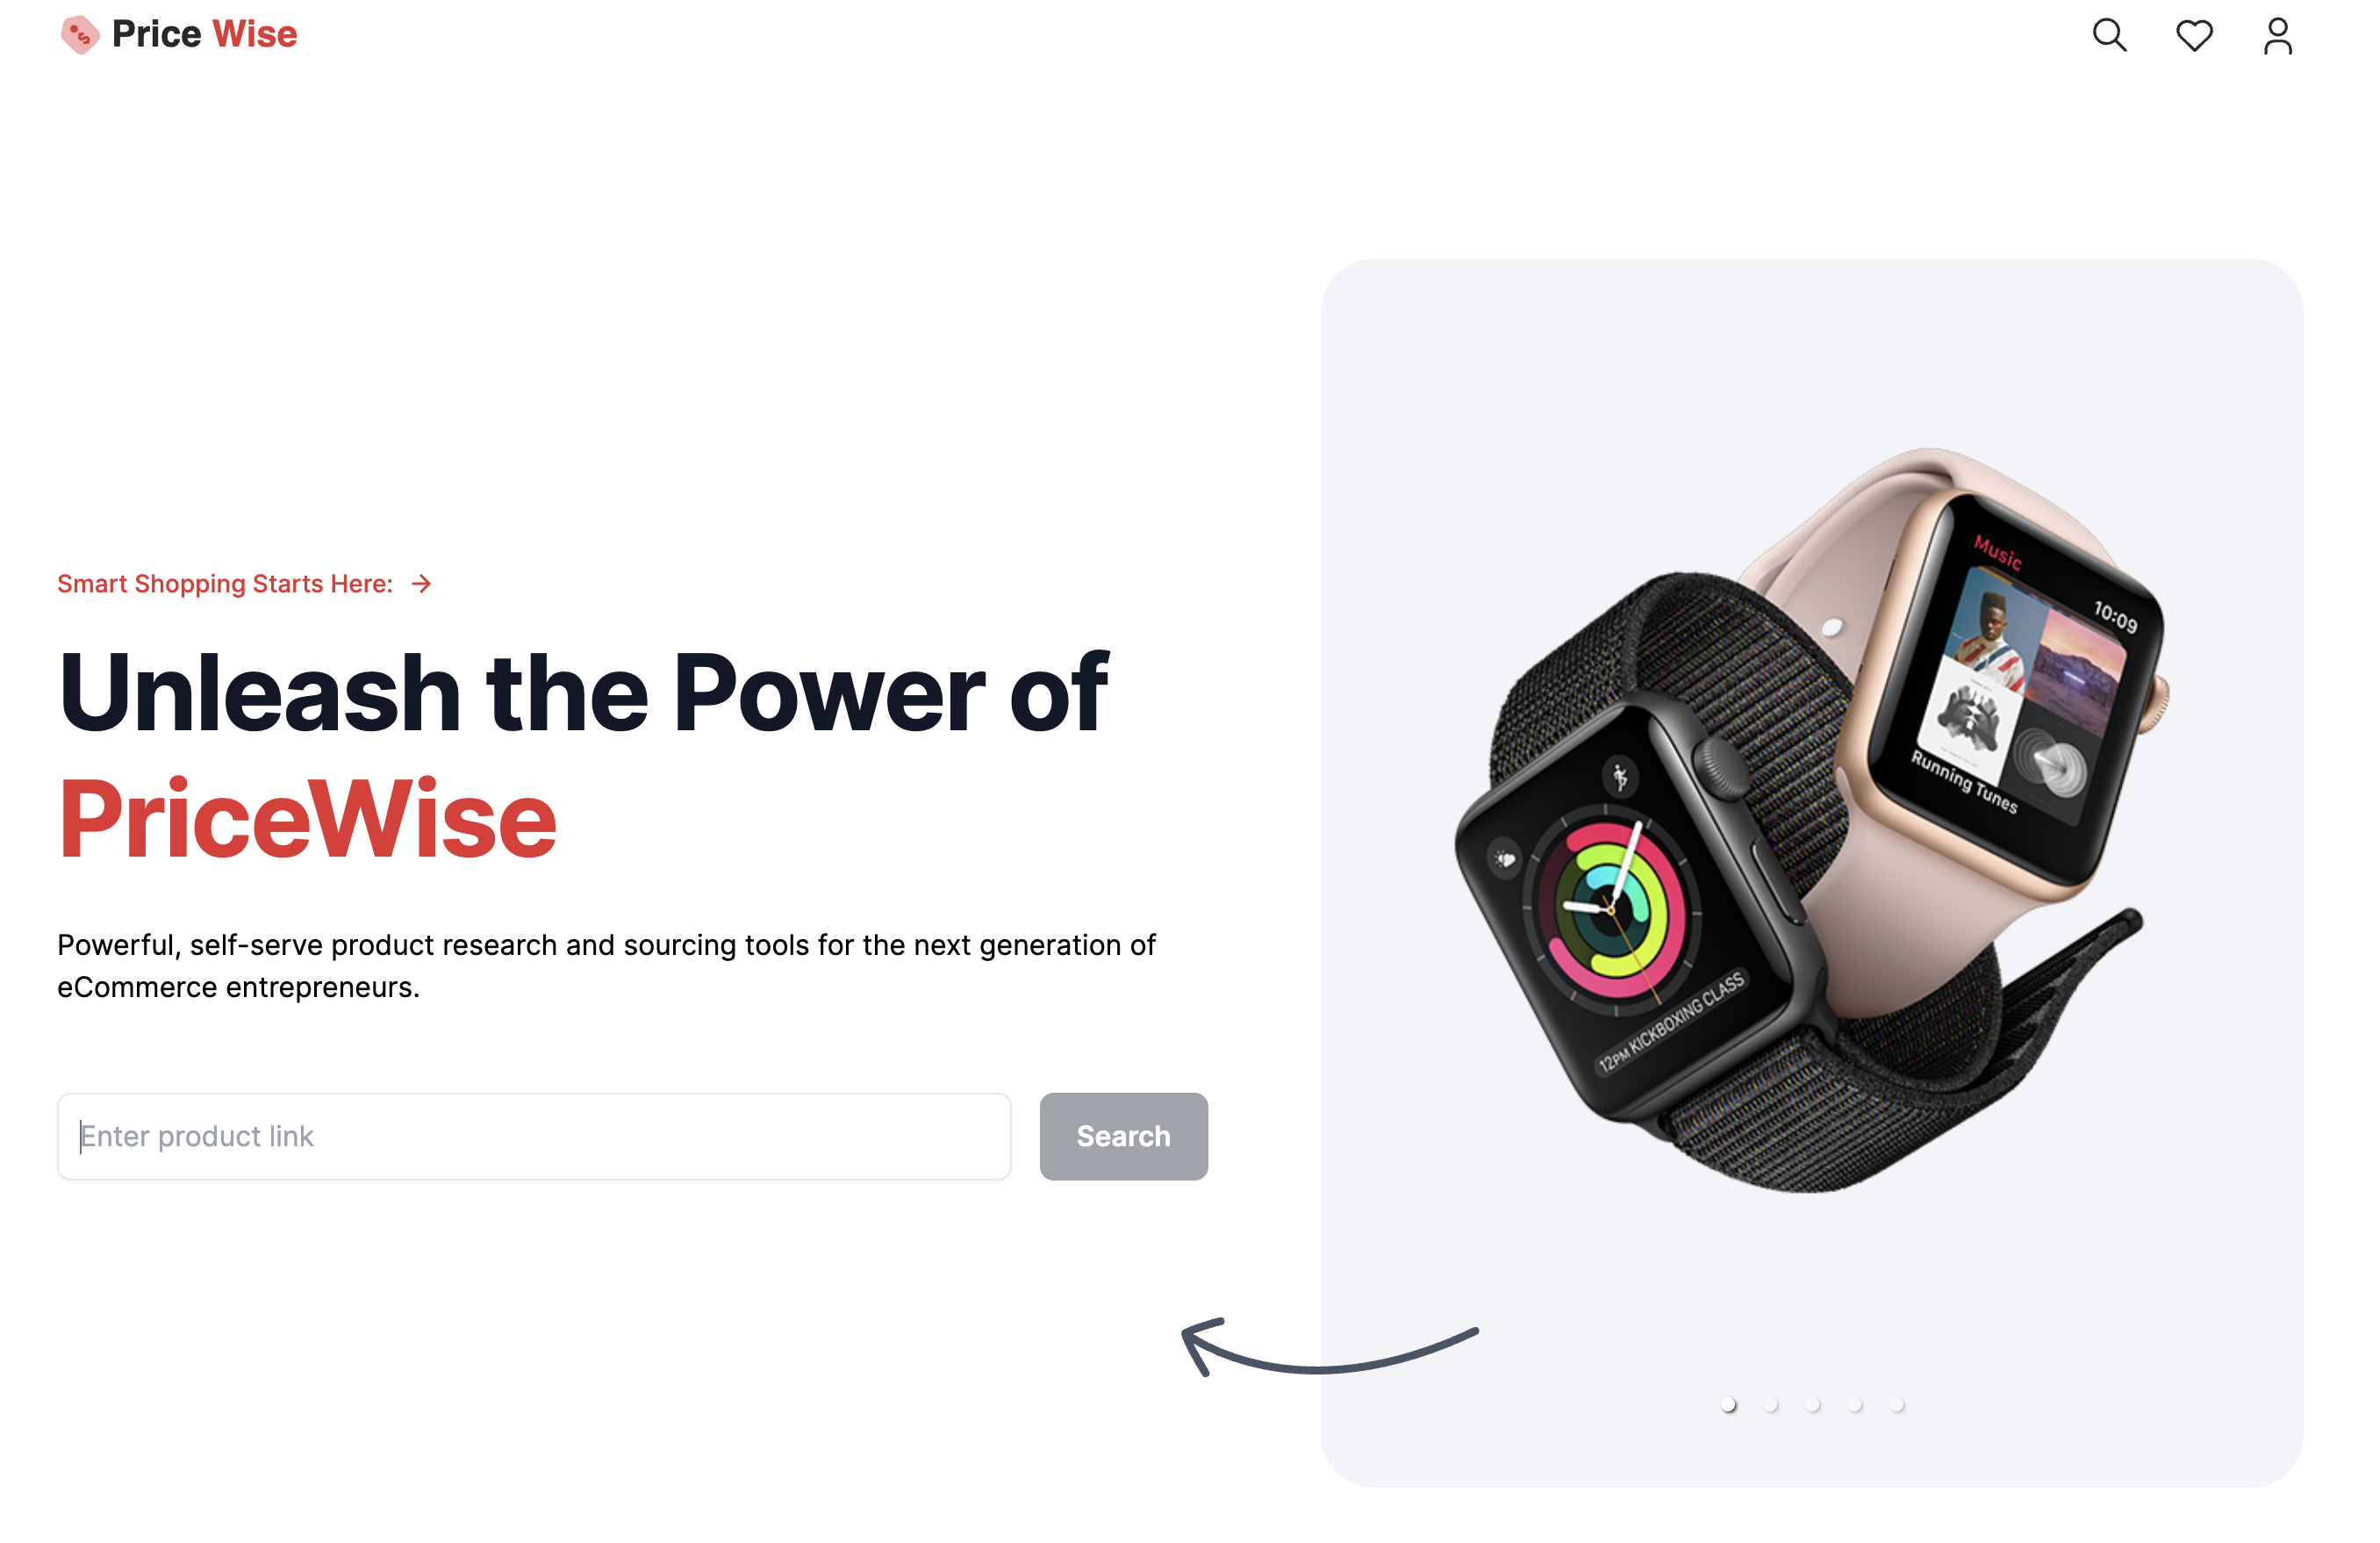 Price Wise
Smart Shopping Starts Here:
Unleash the Power of
PriceWise
Powerful, self-serve product research and sourcing tools for the next generation of
eCommerce entrepreneurs.
Enter product link
Search
Music
10:09
Running Tunes
12PM KICKBOXING CLASS